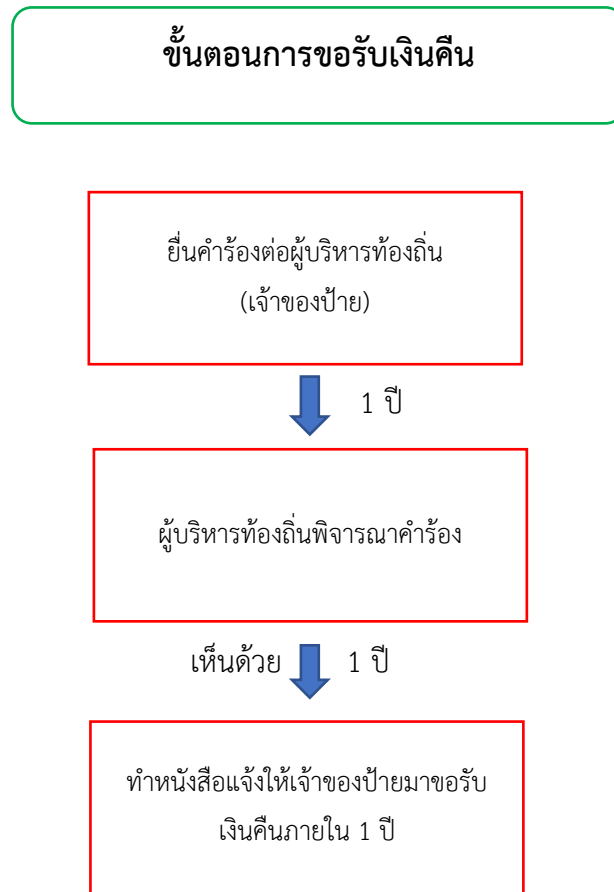 ขั้นตอนการขอรับเงินคืน
ยื่นคำร้องต่อผู้บริหารท้องถิ่น
(เจ้าของป้าย)
1 ปี
ผู้บริหารท้องถิ่นพิจารณาคำร้อง
เห็นด้วย 1 ปี
ทำหนังสือแจ้งให้เจ้าของป้ายมาขอรับ
เงินคืนภายใน 1 ปี